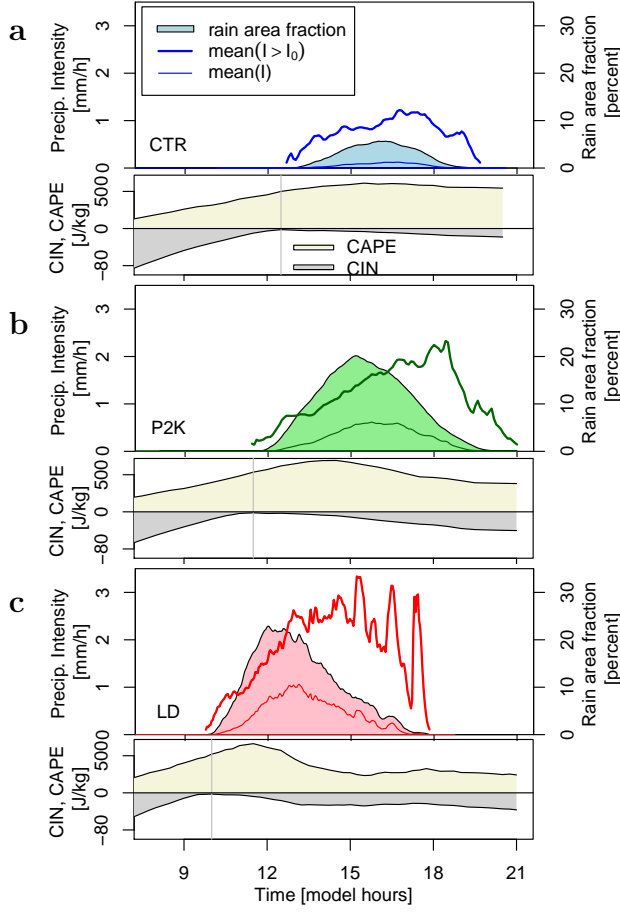 a
Precip. Intensity
[mm/h]
0 1 2 3
rain area fraction
mean(I > I0)
mean(I)
CTR
0 10 20 30
Rain area fraction
[percent]
CIN, CAPE
[J/kg]
-80 0 5000
CAPE
CIN
b
Precip. Intensity
[mm/h]
0 1 2 3
P2K
0 10 20 30
Rain area fraction
[percent]
CIN, CAPE
[J/kg]
-80 0 500
c
Precip. Intensity
[mm/h]
0 1 2 3
LD
0 10 20 30
Rain area fraction
[percent]
CIN, CAPE
[J/kg]
-80 0 5000
9 12 15 18 21
Time [model hours]